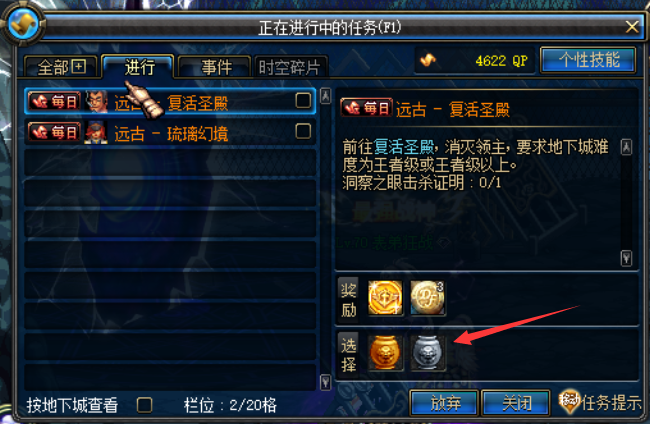 正在进行中的任务(F1)
全部 进行 事件 时空碎片 4622 QP 个性技能
每日 远古 - 复活圣殿
每日 远古 - 琉璃幻境
每日 远古 - 复活圣殿
前往复活圣殿,消灭领主,要求地下城难
度为王者级或王者级以上。
洞察之眼击杀证明:0/1
奖励
选择
按地下城查看 栏位:2/20格 放弃 关闭 任务提示